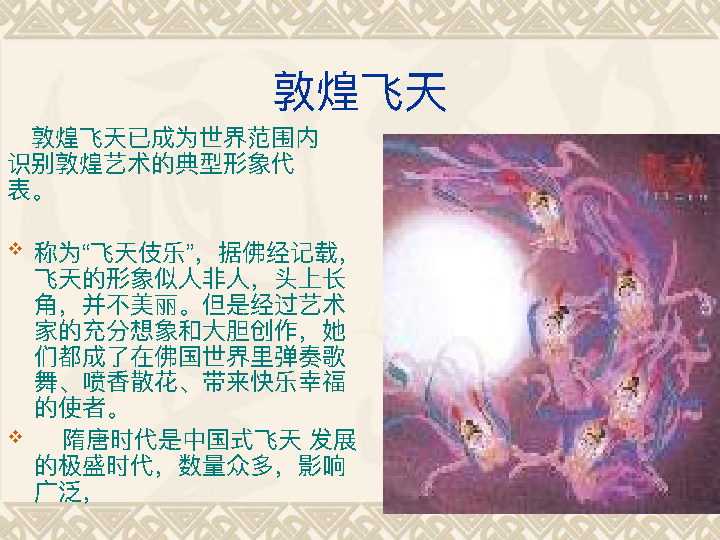 敦煌飞天
敦煌飞天已成为世界范围内
识别敦煌艺术的典型形象代
表。
称为“飞天伎乐”，据佛经记载，
飞天的形象似人非人，头上长
角，并不美丽。但是经过艺术
家的充分想象和大胆创作，她
们都成了在佛国世界里弹奏歌
舞、喷香散花、带来快乐幸福
的使者。
隋唐时代是中国式飞天 发展
的极盛时代，数量众多，影响
广泛，